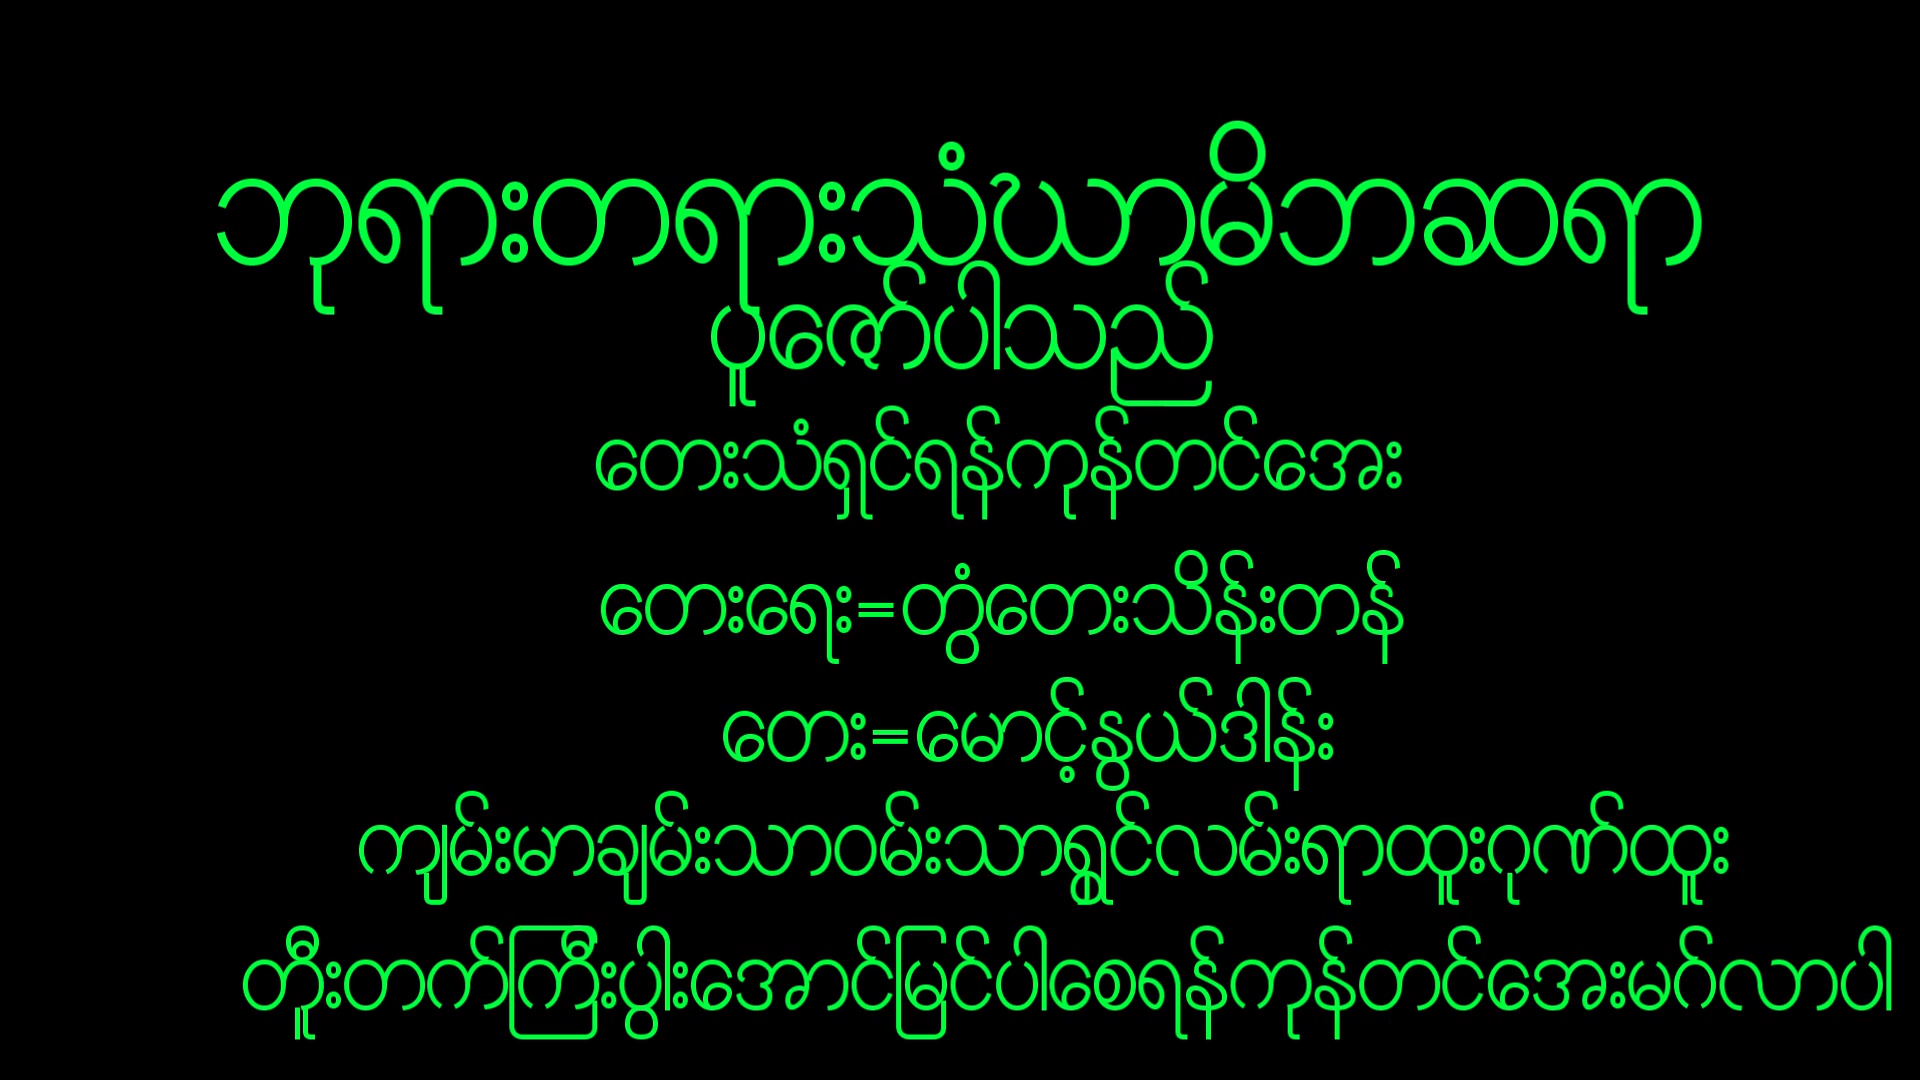 ဘုရားတရားသံဃာမိဘဆရာ
ပူဇော်ပါသည်
တေးသံရှင်ရန်ကုန်တင်အေး
တေးရေး=တွံတေးသိန်းတန်
တေး=မောင့်နွယ်ဒါန်း
ကျမ်းမာချမ်းသာဝမ်းသာရွှင်လမ်းရာထူးဂုဏ်ထူး
တီူးတက်ကြီးပွါးအောင်မြင်ပါစေရန်ကုန်တင်အေးမင်္ဂလာပါ